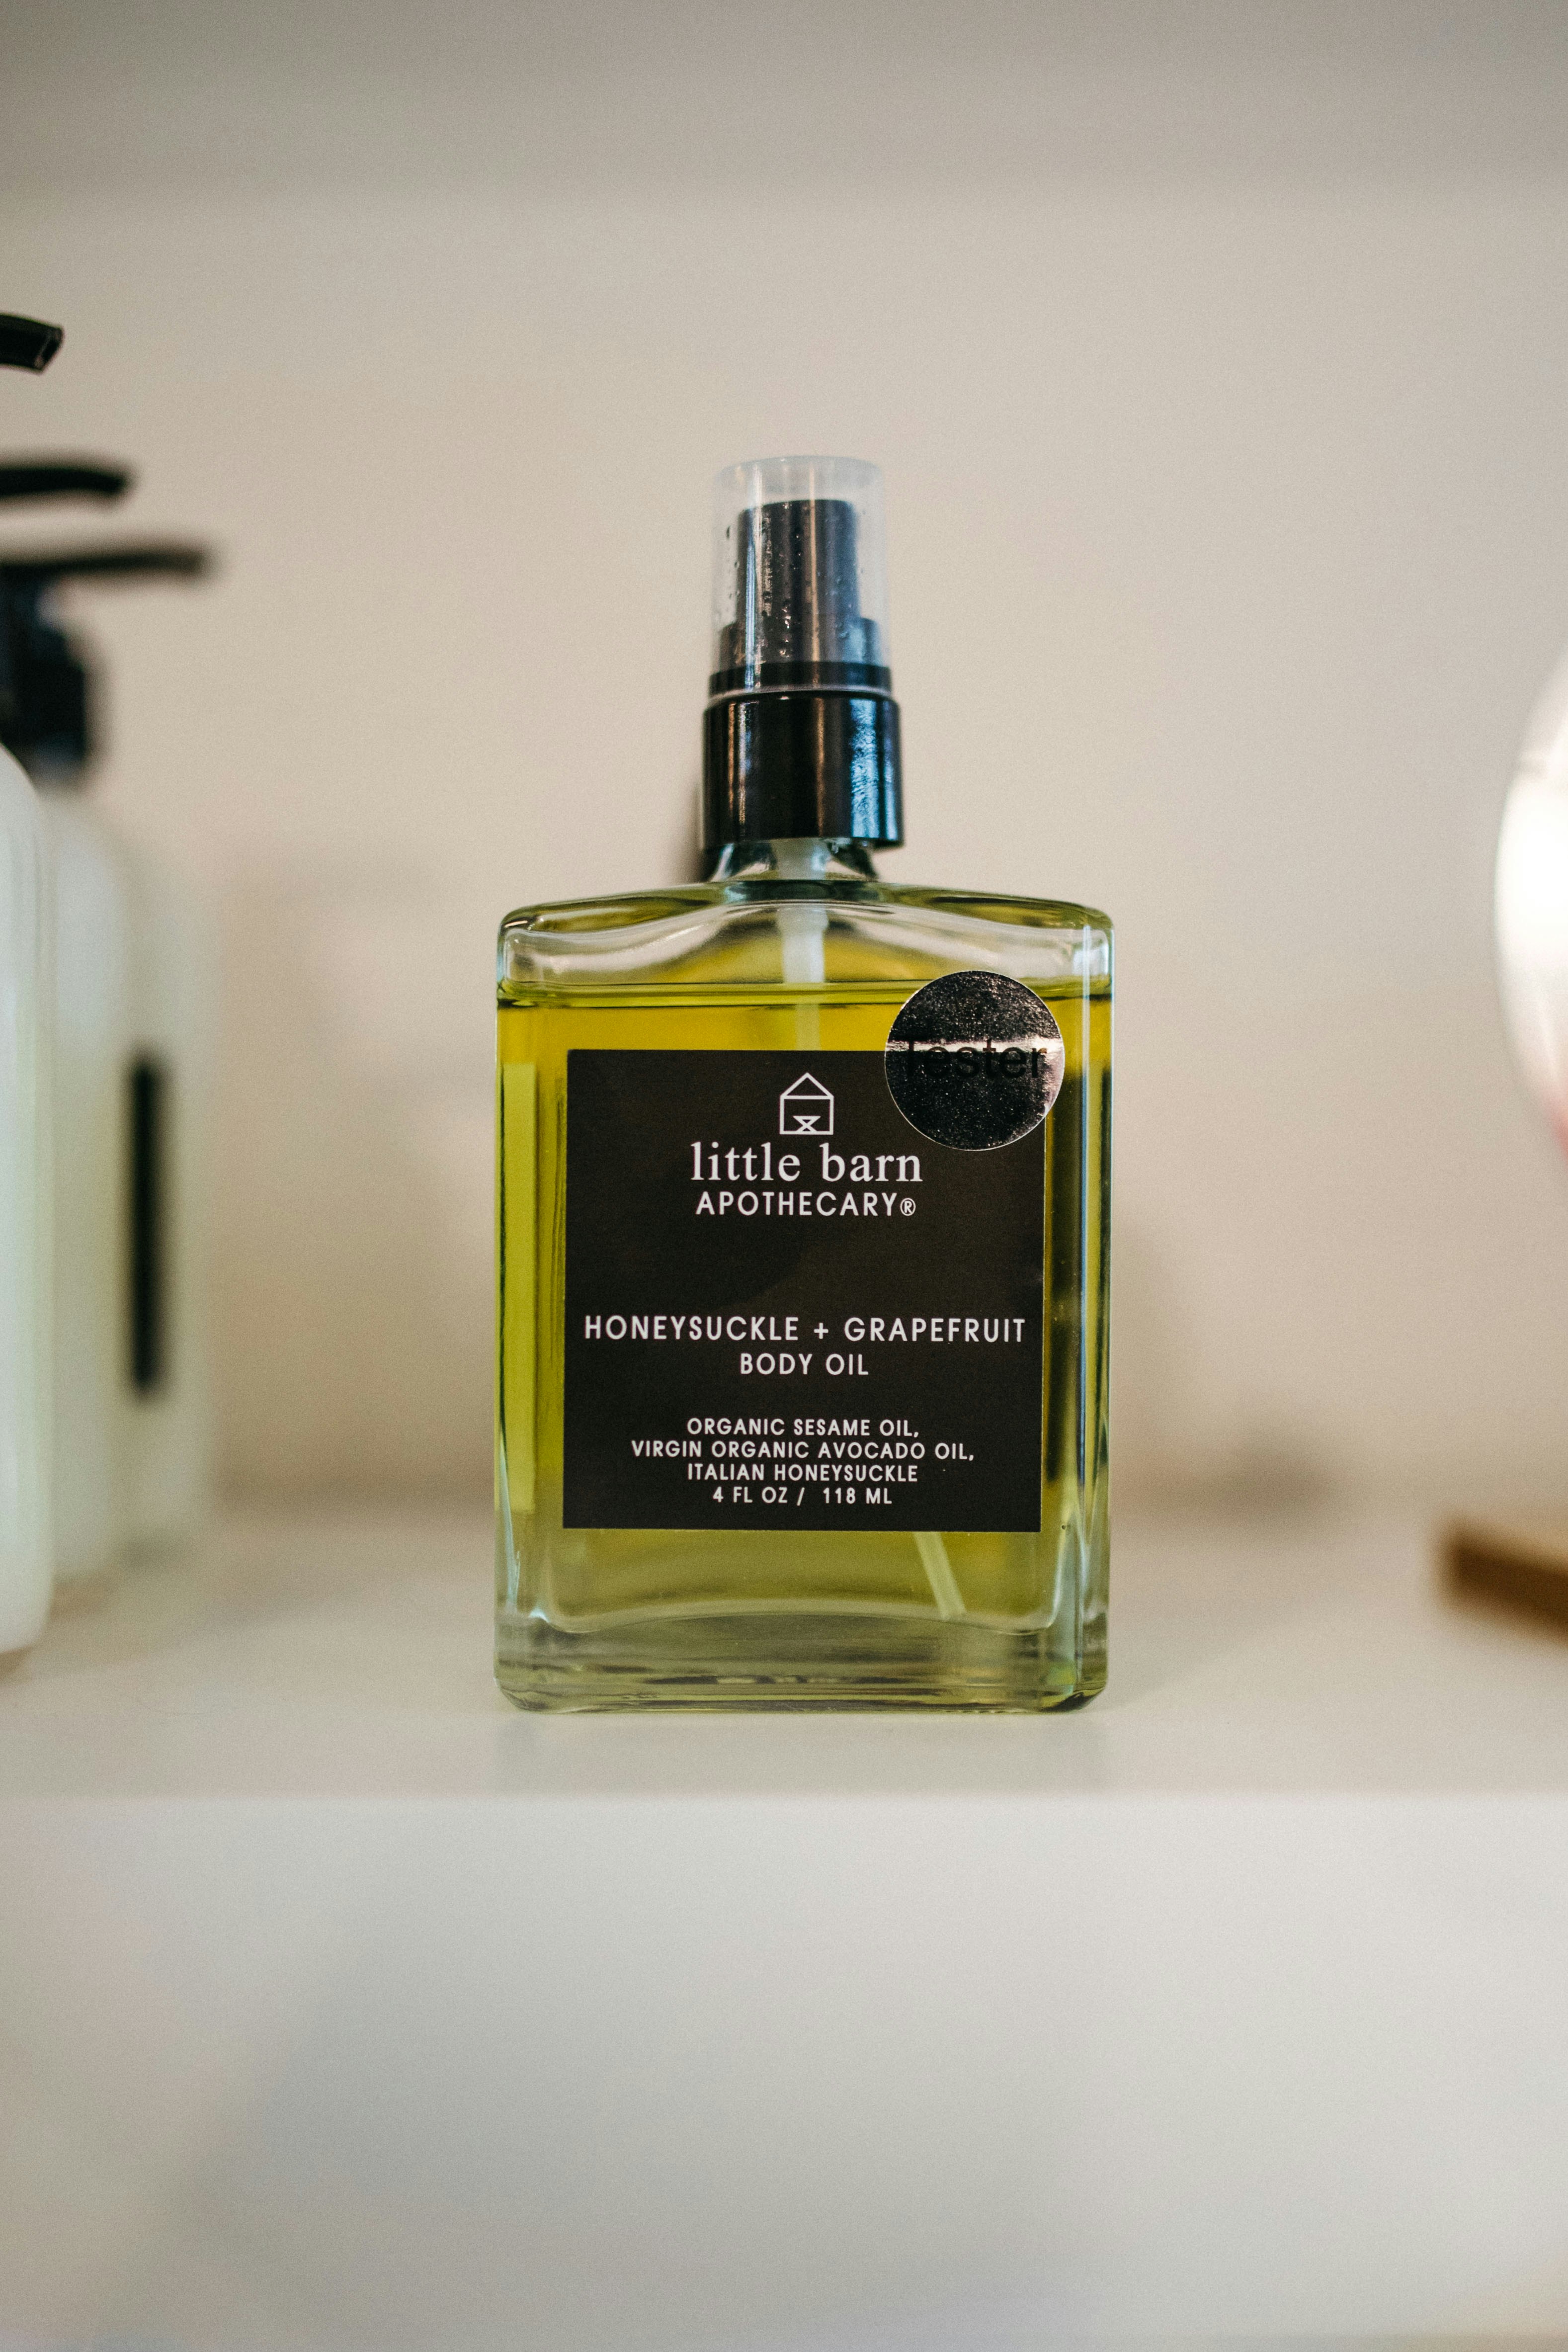 Tester
little barn
APOTHECARY®
HONEYSUCKLE + GRAPEFRUIT
BODY OIL
ORGANIC SESAME OIL,
VIRGIN ORGANIC AVOCADO OIL,
ITALIAN HONEYSUCKLE
4 FL OZ / 118 ML